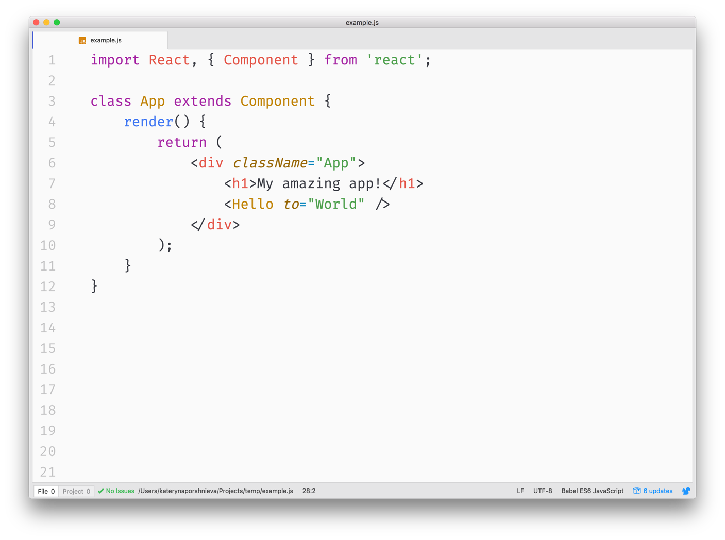 example.js
example.js
1 import React, { Component } from 'react';
2
3 class App extends Component {
4 render() {
5 return (
6 <div className="App">
7 <h1>My amazing app!</h1>
8 <Hello to="World" />
9 </div>
10 );
11 }
12 }
13
14
15
16
17
18
19
20
21
File 0 Project 0 No Issues /Users/katerynaporshnieva/Projects/temp/example.js 28:2 LF UTF-8 Babel ES6 JavaScript 8 updates